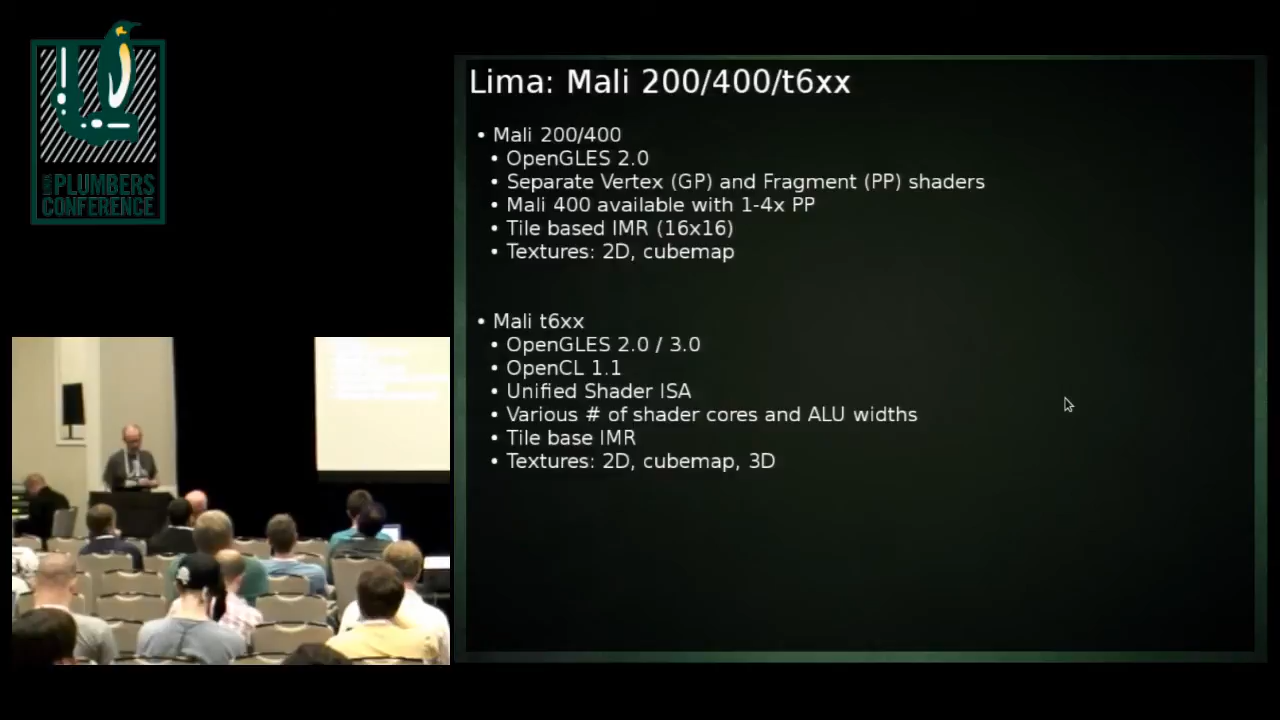 LINUX PLUMBERS
CONFERENCE
Lima: Mali 200/400/t6xx
• Mali 200/400
• OpenGLES 2.0
• Separate Vertex (GP) and Fragment (PP) shaders
• Mali 400 available with 1-4x PP
• Tile based IMR (16x16)
• Textures: 2D, cubemap
• Mali t6xx
• OpenGLES 2.0 / 3.0
• OpenCL 1.1
• Unified Shader ISA
• Various # of shader cores and ALU widths
• Tile base IMR
• Textures: 2D, cubemap, 3D